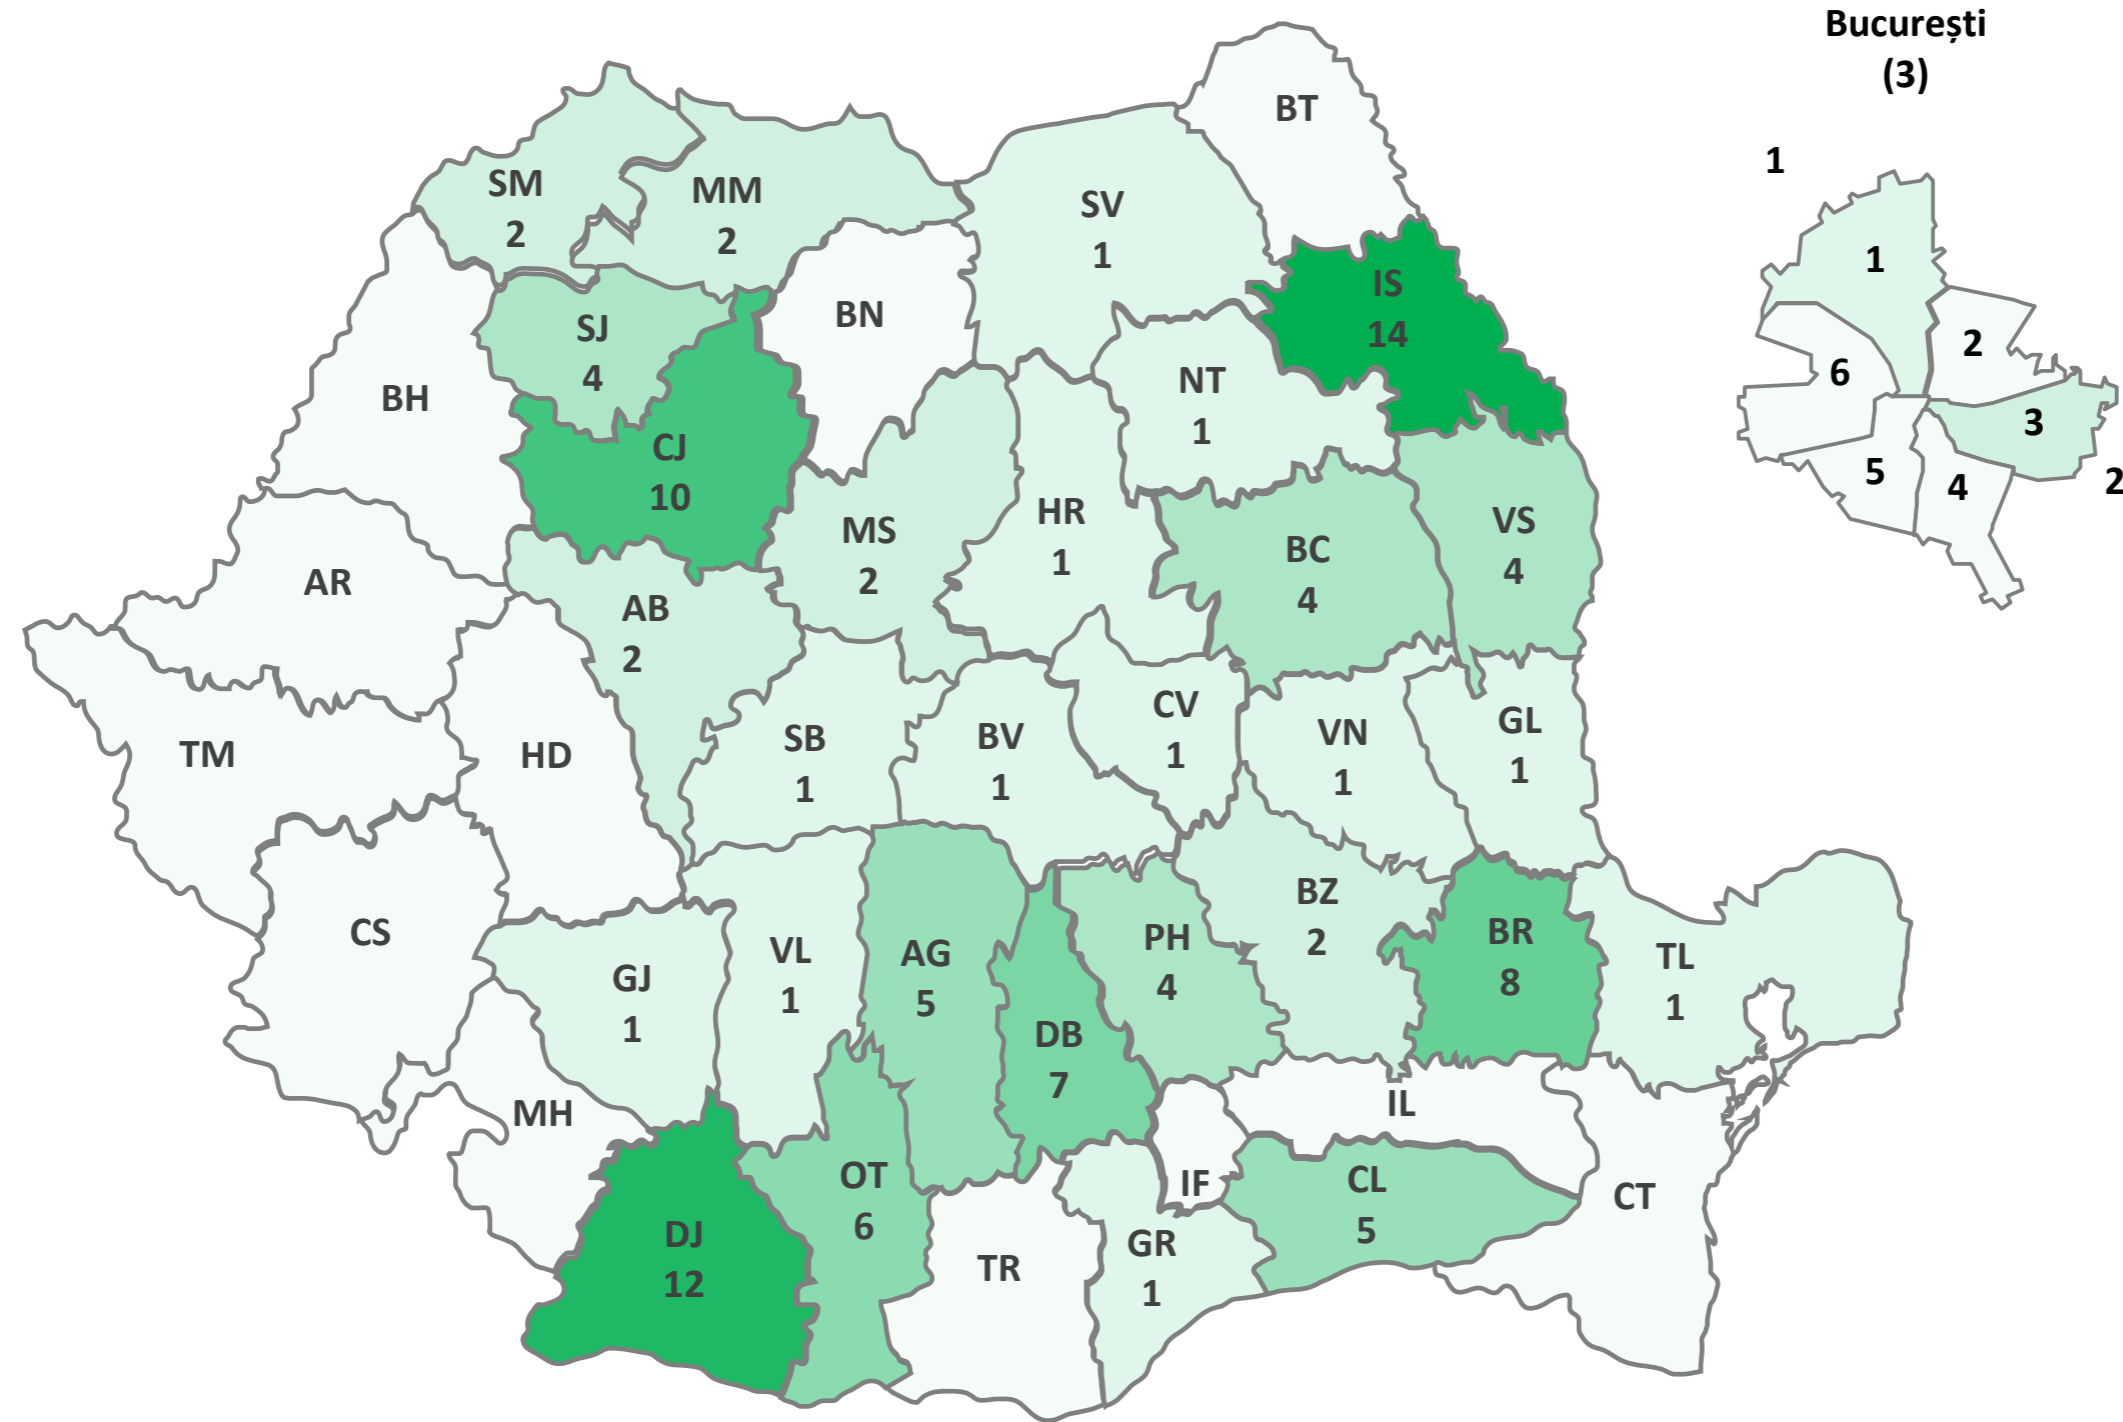 București
(3)
BT
1
SM
2
MM
2
SV
1
1
IS
14
BN
SJ
4
2
6
NT
1
BH
3
CJ
10
5
4
2
HR
1
MS
2
BC
4
VS
4
AR
AB
2
CV
1
GL
1
VN
1
BV
1
SB
1
TM
HD
BZ
2
BR
8
PH
4
CS
VL
1
AG
5
TL
1
GJ
1
DB
7
IL
MH
OT
6
IF
CL
5
CT
DJ
12
GR
1
TR